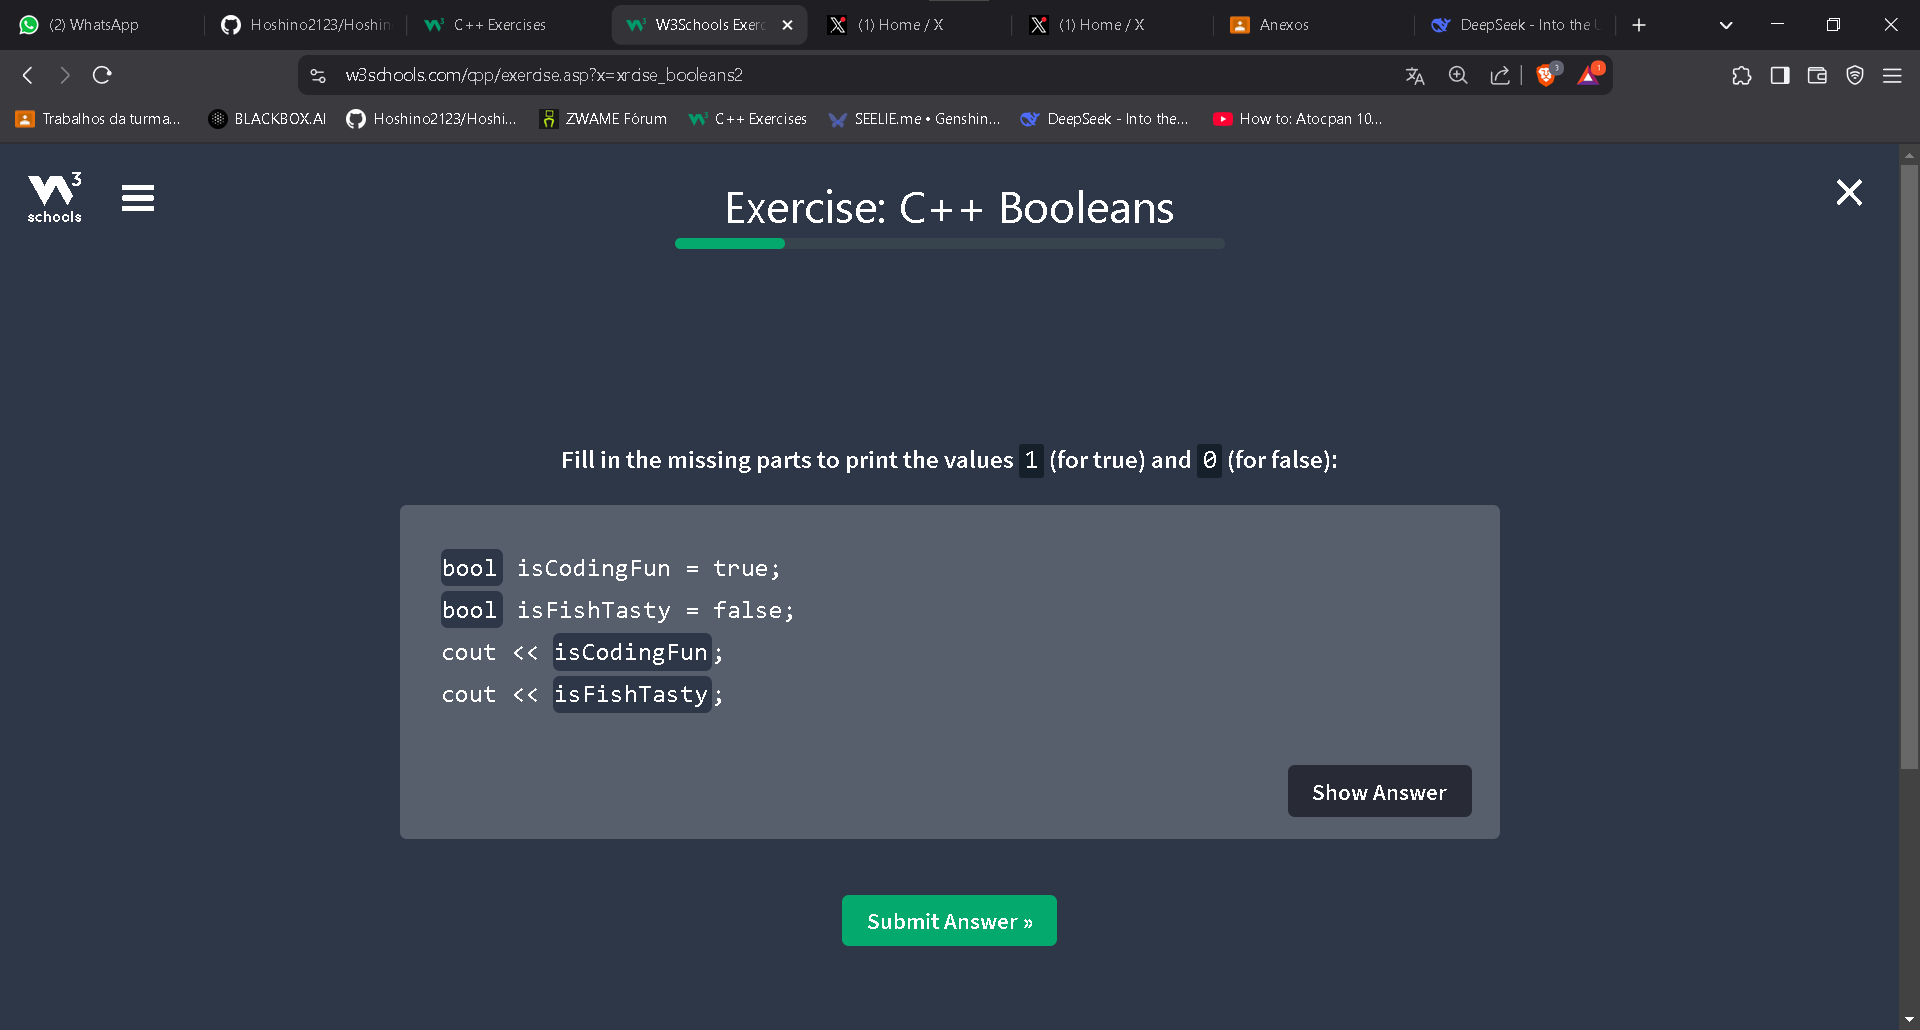 (2) WhatsApp
Hoshino2123/Hoshin
C++ Exercises
W3Schools Exerc
(1) Home / X
(1) Home / X
Anexos
DeepSeek - Into the U
w3schools.com/cpp/exercise.asp?x=xrcise_booleans2
3
1
Trabalhos da turma...
BLACKBOX.AI
Hoshino2123/Hoshi...
ZWAME Fórum
C++ Exercises
SEELIE.me • Genshin...
DeepSeek - Into the...
How to: Atocpan 10...
3
schools
Exercise: C++ Booleans
Fill in the missing parts to print the values 1 (for true) and 0 (for false):
bool isCodingFun = true;
bool isFishTasty = false;
cout << isCodingFun;
cout << isFishTasty;
Show Answer
Submit Answer »